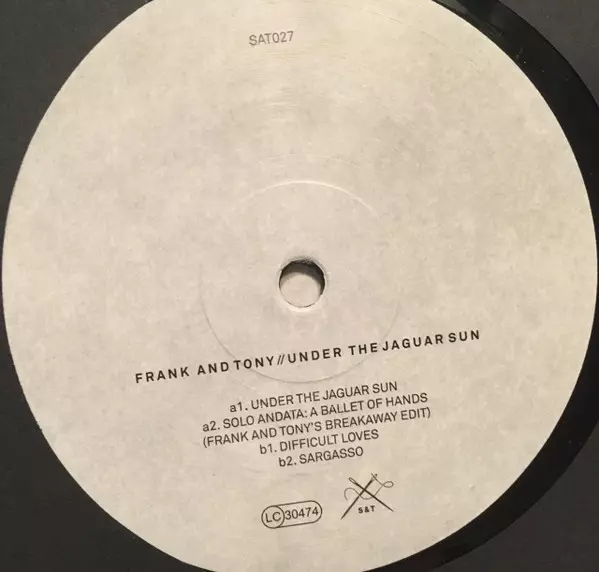 SAT027
FRANK AND TONY//UNDER THE JAGUAR SUN
a1. UNDER THE JAGUAR SUN
a2. SOLO ANDATA: A BALLET OF HANDS
(FRANK AND TONY'S BREAKAWAY EDIT)
b1. DIFFICULT LOVES
b2. SARGASSO
LC 30474
S&T